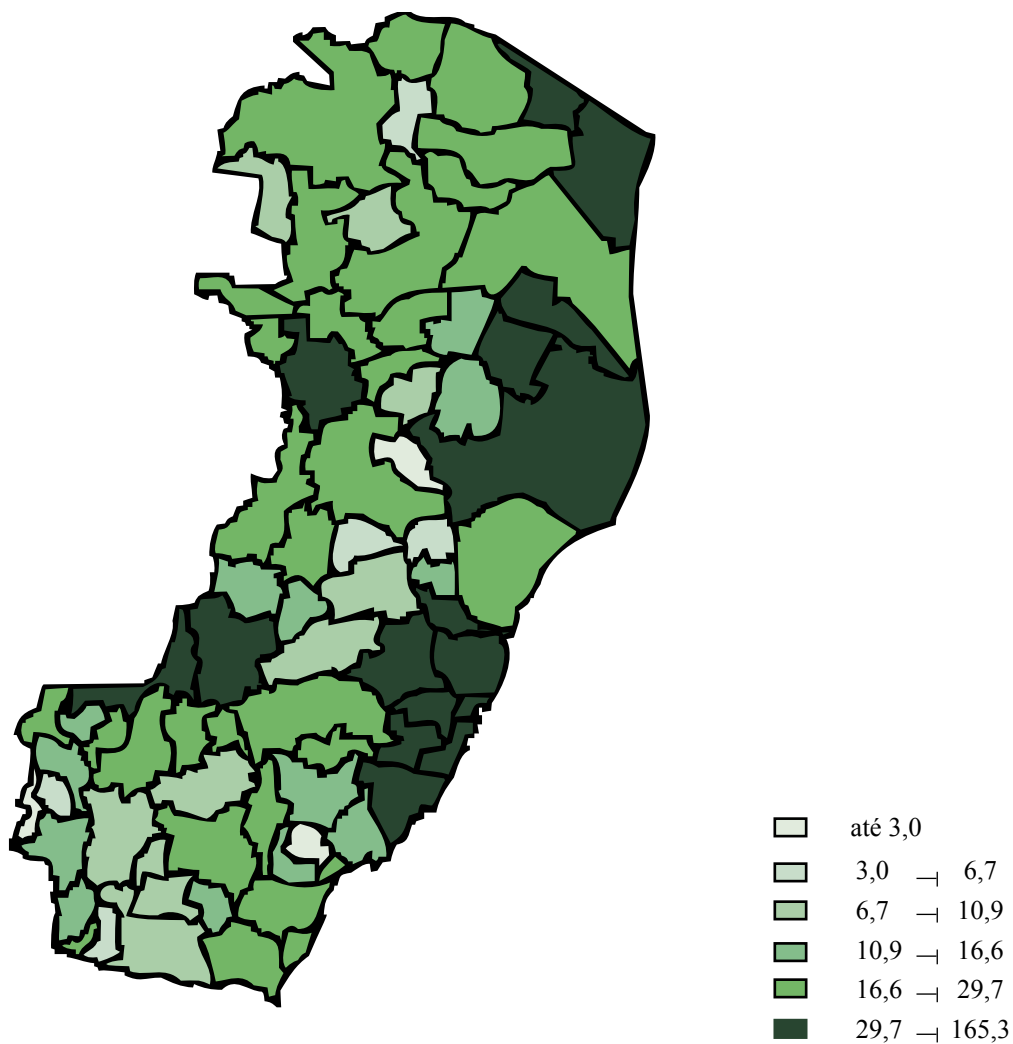 até 3,0
3,0 ⊣ 6,7
6,7 ⊣ 10,9
10,9 ⊣ 16,6
16,6 ⊣ 29,7
29,7 ⊣ 165,3